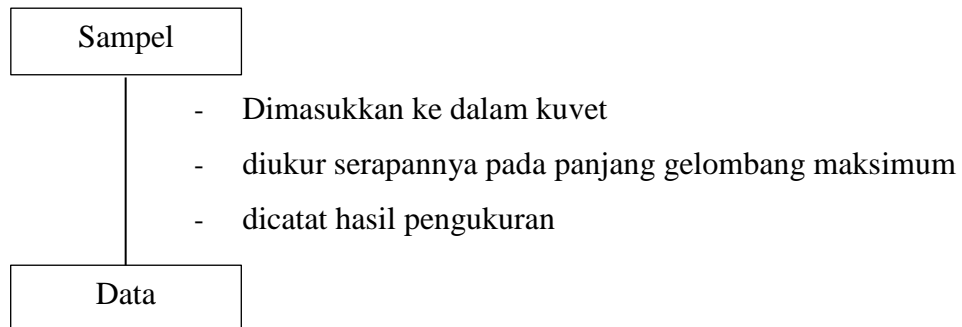 Sampel
- Dimasukkan ke dalam kuvet
- diukur serapannya pada panjang gelombang maksimum
- dicatat hasil pengukuran
Data